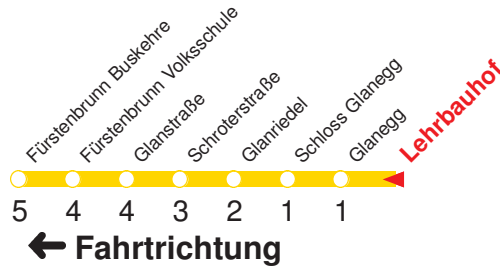 Fürstenbrunn Buskehre
Fürstenbrunn Volksschule
Glanstraße
Schroterstraße
Glanriedel
Schloss Glanegg
Glanegg
Lehrbauhof
5 4 4 3 2 1 1
Fahrtrichtung